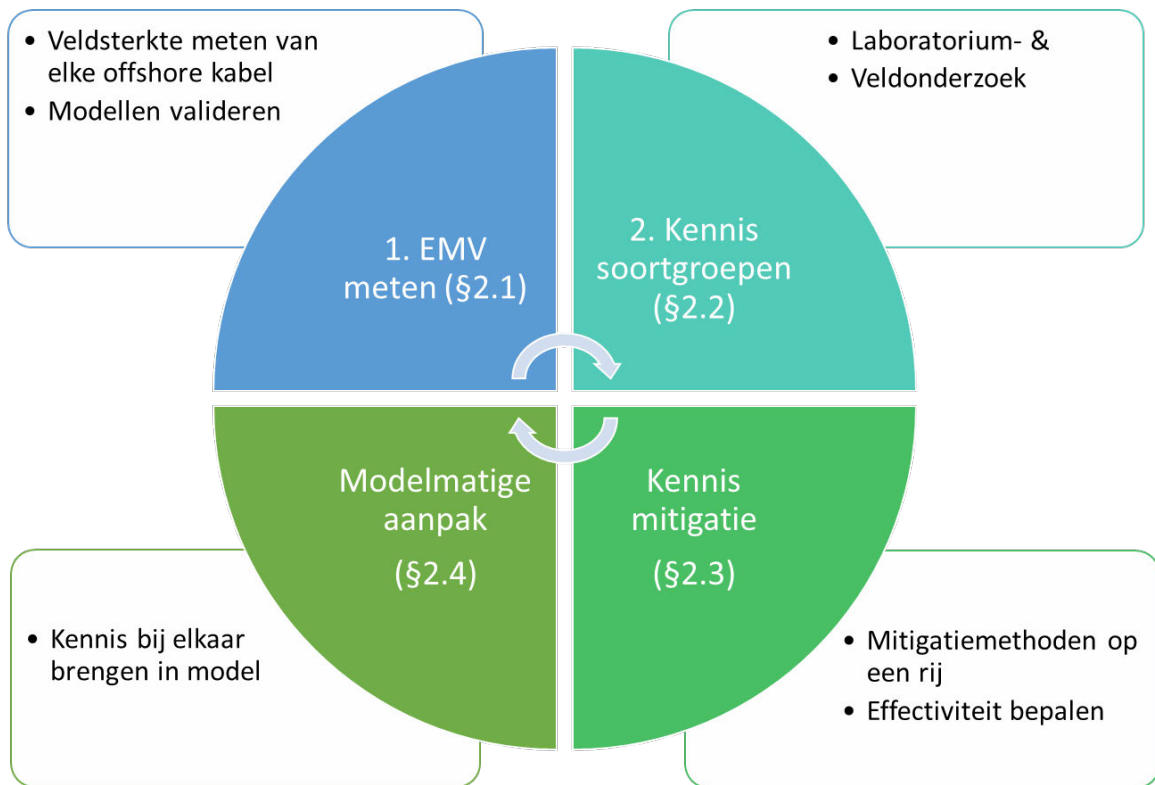 • Veldsterkte meten van
elke offshore kabel
• Modellen valideren
• Laboratorium- &
• Veldonderzoek
1. EMV
meten (§2.1)
2. Kennis
soortgroepen
(§2.2)
Modelmatige
aanpak
(§2.4)
Kennis
mitigatie
(§2.3)
• Kennis bij elkaar
brengen in model
• Mitigatiemethoden op
een rij
• Effectiviteit bepalen